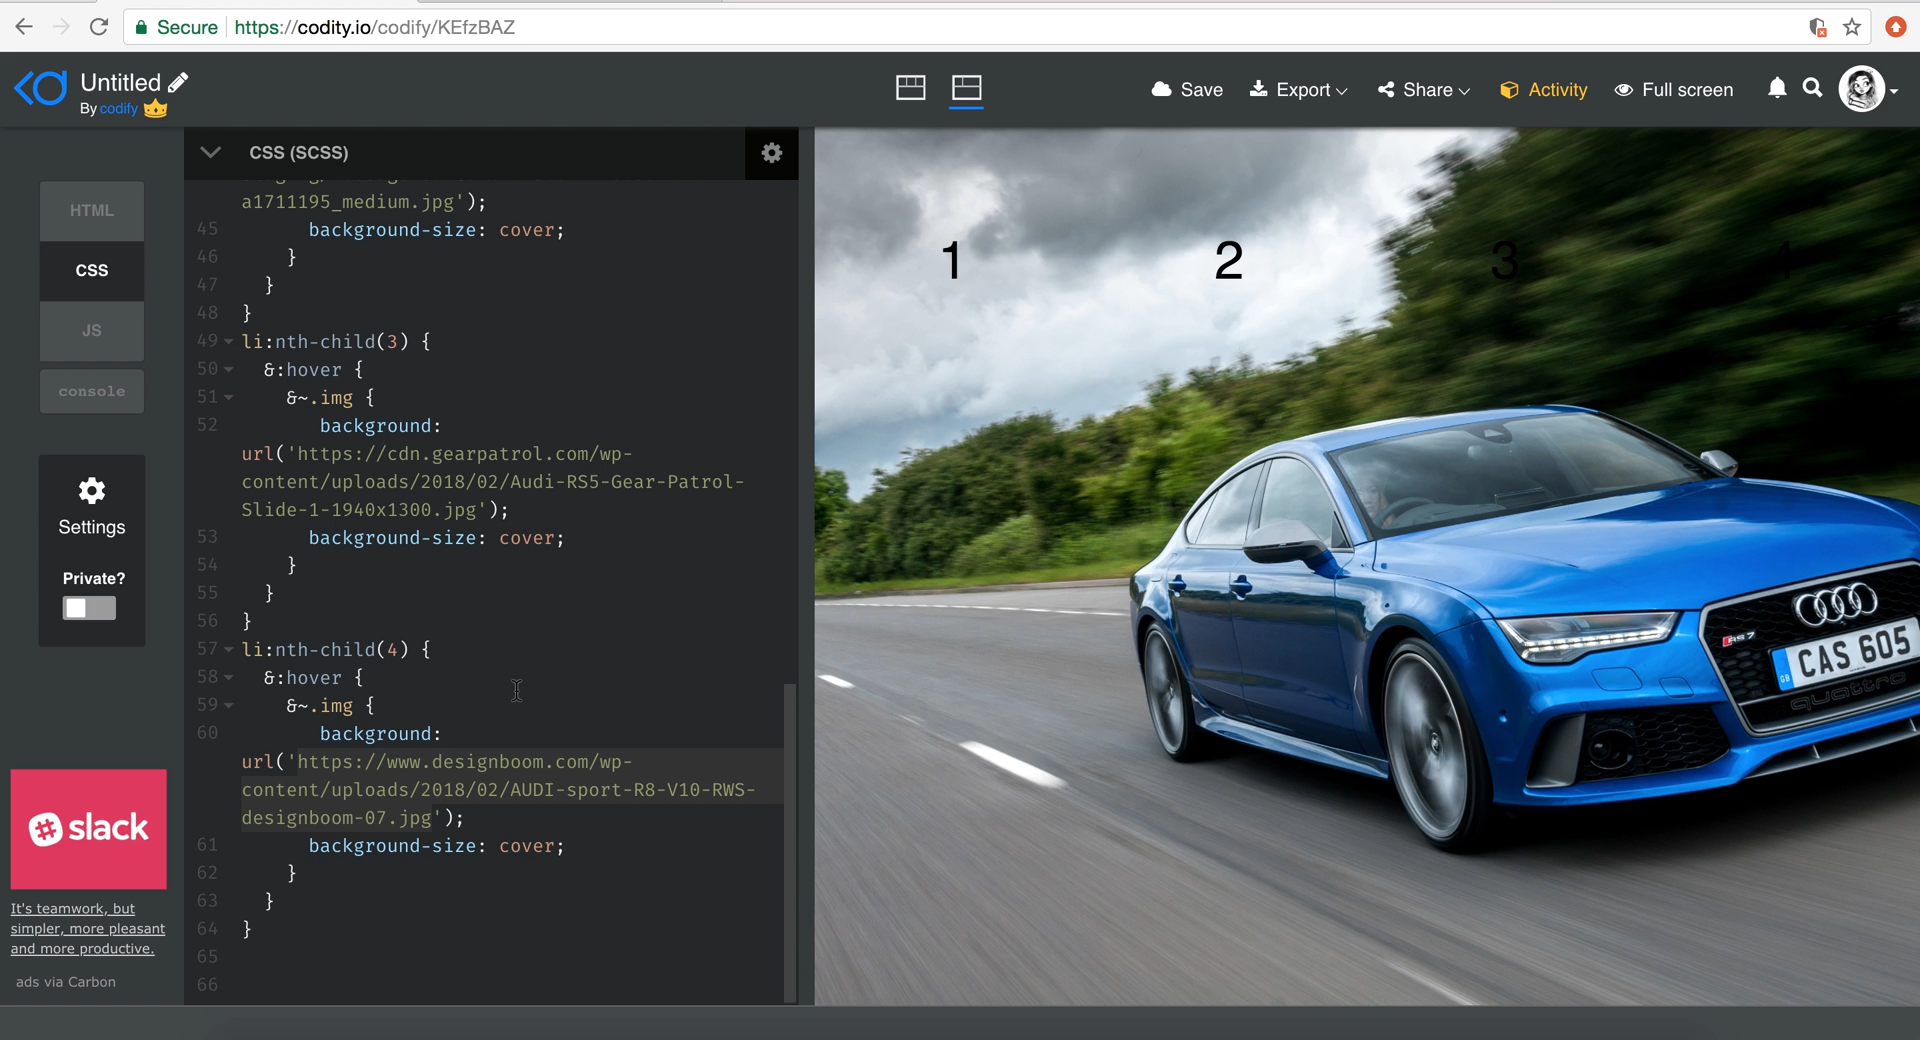 Secure https://codity.io/codify/KEfzBAZ
Untitled
By codify
Save Export Share Activity Full screen
CSS (SCSS)
HTML
CSS
JS
console
Settings
Private?
slack
It's teamwork, but
simpler, more pleasant
and more productive.
ads via Carbon
a1711195_medium.jpg');
45 background-size: cover;
46 }
47 }
48 }
49 li:nth-child(3) {
50 &:hover {
51 &~.img {
52 background:
url('https://cdn.gearpatrol.com/wp-
content/uploads/2018/02/Audi-RS5-Gear-Patrol-
Slide-1-1940x1300.jpg');
53 background-size: cover;
54 }
55 }
56 }
57 li:nth-child(4) {
58 &:hover {
59 &~.img {
60 background:
url('https://www.designboom.com/wp-
content/uploads/2018/02/AUDI-sport-R8-V10-RWS-
designboom-07.jpg');
61 background-size: cover;
62 }
63 }
64 }
65
66
1 2 3 4
RS7
CAS 605
GB
quattro